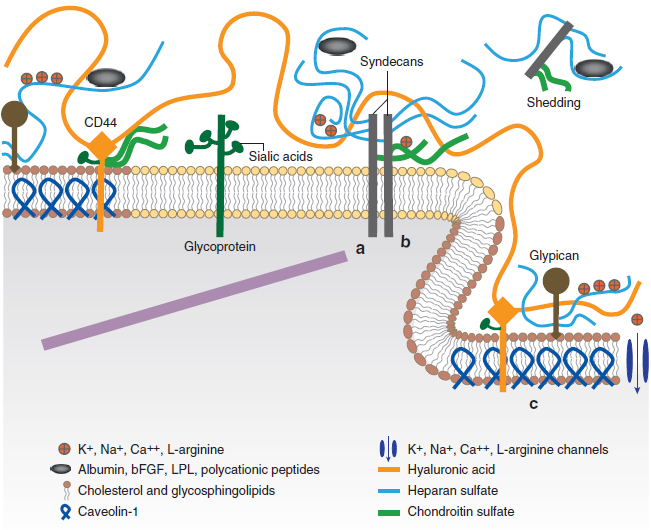 Syndecans
Shedding
CD44
Sialic acids
Glycoprotein
a
b
Glypican
c
K+, Na+, Ca++, L-arginine
Albumin, bFGF, LPL, polycationic peptides
Cholesterol and glycosphingolipids
Caveolin-1
K+, Na+, Ca++, L-arginine channels
Hyaluronic acid
Heparan sulfate
Chondroitin sulfate